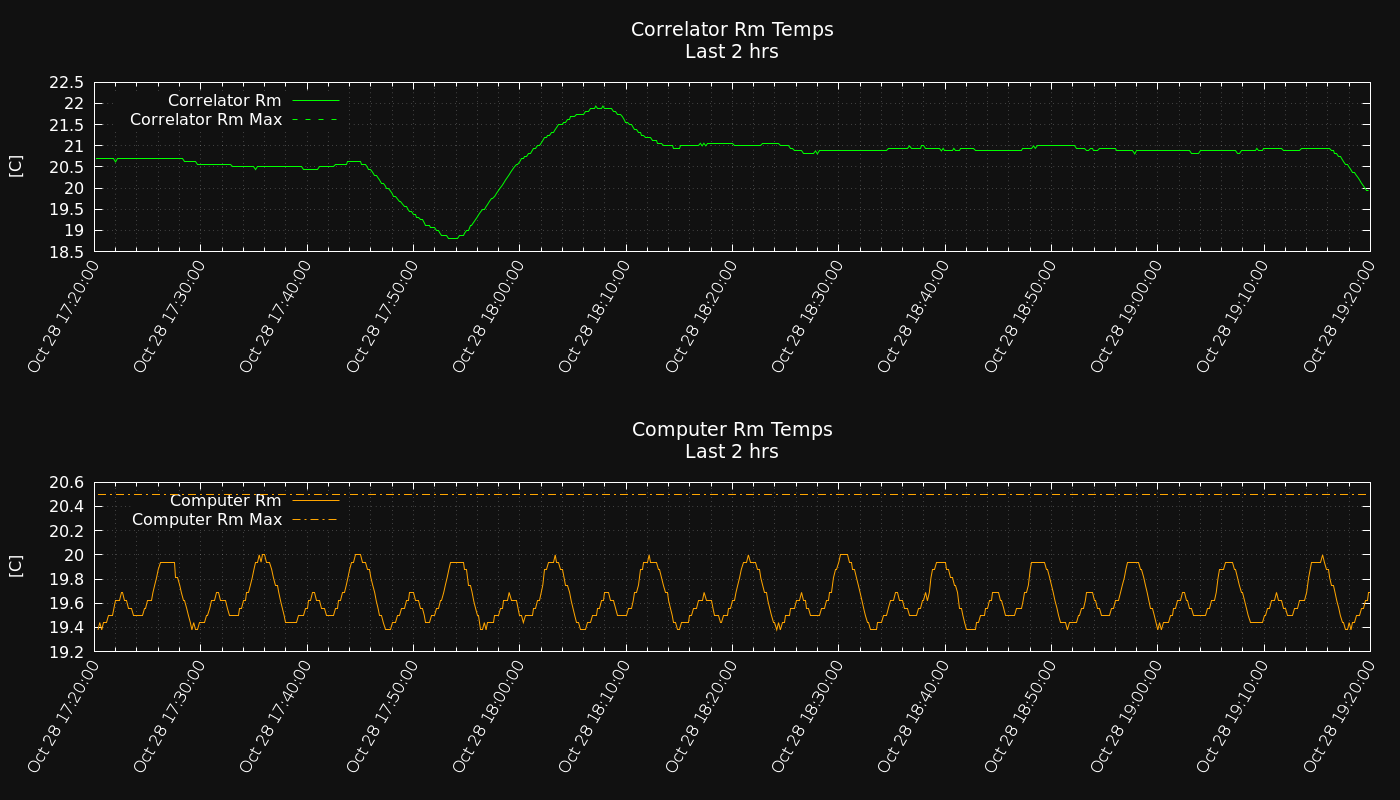 Correlator Rm Temps
Last 2 hrs
22.5
22
21.5
21
20.5
20
19.5
19
18.5
[C]
Correlator Rm
Correlator Rm Max
Oct 28 17:20:00
Oct 28 17:30:00
Oct 28 17:40:00
Oct 28 17:50:00
Oct 28 18:00:00
Oct 28 18:10:00
Oct 28 18:20:00
Oct 28 18:30:00
Oct 28 18:40:00
Oct 28 18:50:00
Oct 28 19:00:00
Oct 28 19:10:00
Oct 28 19:20:00
Computer Rm Temps
Last 2 hrs
20.6
20.4
20.2
20
19.8
19.6
19.4
19.2
[C]
Computer Rm
Computer Rm Max
Oct 28 17:20:00
Oct 28 17:30:00
Oct 28 17:40:00
Oct 28 17:50:00
Oct 28 18:00:00
Oct 28 18:10:00
Oct 28 18:20:00
Oct 28 18:30:00
Oct 28 18:40:00
Oct 28 18:50:00
Oct 28 19:00:00
Oct 28 19:10:00
Oct 28 19:20:00